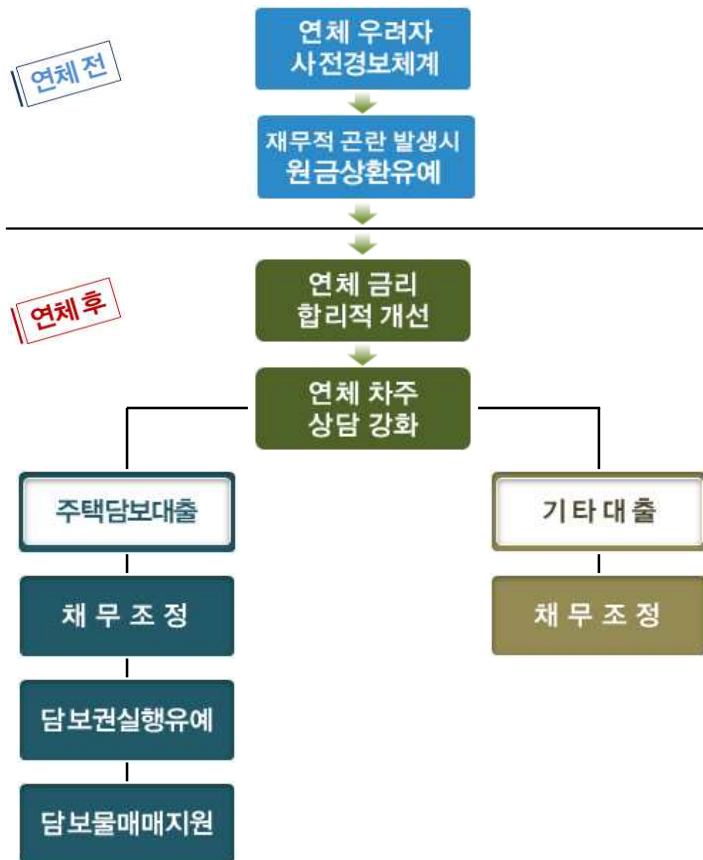 연체 전
연체 우려자
사전경보체계
재무적 곤란 발생시
원금상환유예
연체 후
연체 금리
합리적 개선
연체 차주
상담 강화
주택담보대출
기타대출
채무조정
채무조정
담보권실행유예
담보물매매지원